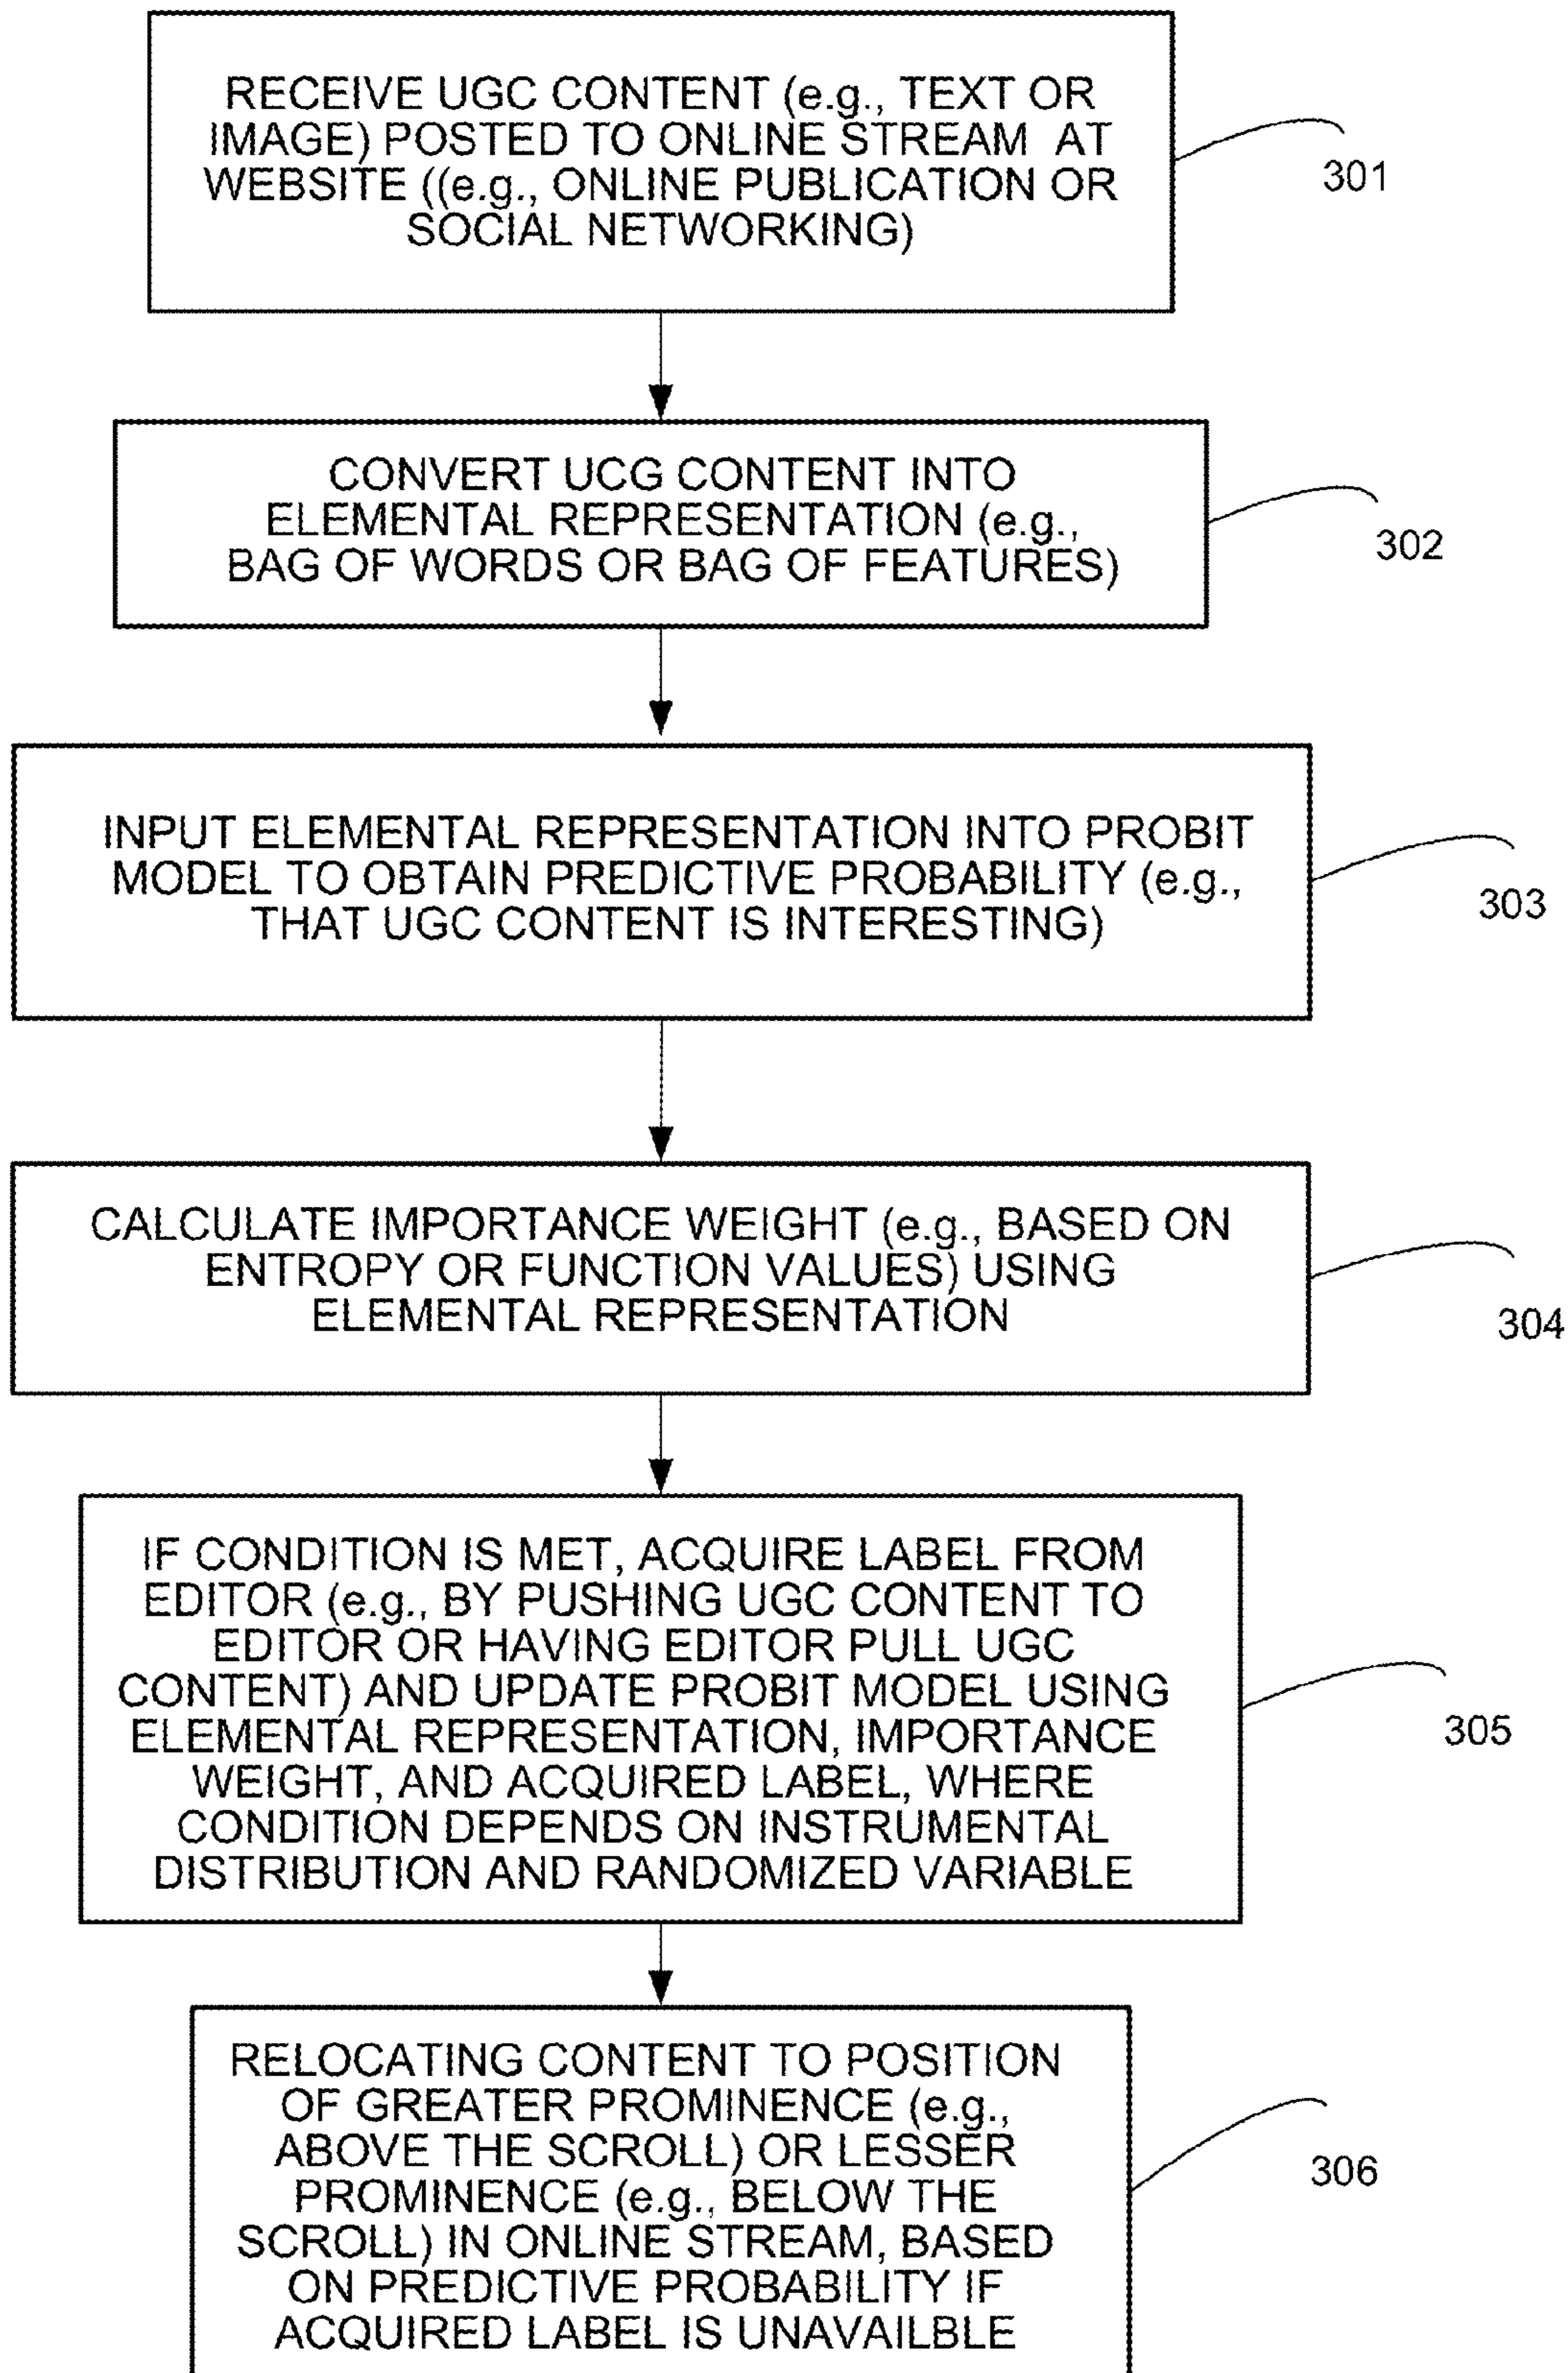 RECEIVE UGC CONTENT (e.g., TEXT OR
IMAGE) POSTED TO ONLINE STREAM AT
WEBSITE ((e.g., ONLINE PUBLICATION OR
SOCIAL NETWORKING)
301
CONVERT UCG CONTENT INTO
ELEMENTAL REPRESENTATION (e.g.,
BAG OF WORDS OR BAG OF FEATURES)
302
INPUT ELEMENTAL REPRESENTATION INTO PROBIT
MODEL TO OBTAIN PREDICTIVE PROBABILITY (e.g.,
THAT UGC CONTENT IS INTERESTING)
303
CALCULATE IMPORTANCE WEIGHT (e.g., BASED ON
ENTROPY OR FUNCTION VALUES) USING
ELEMENTAL REPRESENTATION
304
IF CONDITION IS MET, ACQUIRE LABEL FROM
EDITOR (e.g., BY PUSHING UGC CONTENT TO
EDITOR OR HAVING EDITOR PULL UGC
CONTENT) AND UPDATE PROBIT MODEL USING
ELEMENTAL REPRESENTATION, IMPORTANCE
WEIGHT, AND ACQUIRED LABEL, WHERE
CONDITION DEPENDS ON INSTRUMENTAL
DISTRIBUTION AND RANDOMIZED VARIABLE
305
RELOCATING CONTENT TO POSITION
OF GREATER PROMINENCE (e.g.,
ABOVE THE SCROLL) OR LESSER
PROMINENCE (e.g., BELOW THE
SCROLL) IN ONLINE STREAM, BASED
ON PREDICTIVE PROBABILITY IF
ACQUIRED LABEL IS UNAVAILBLE
306